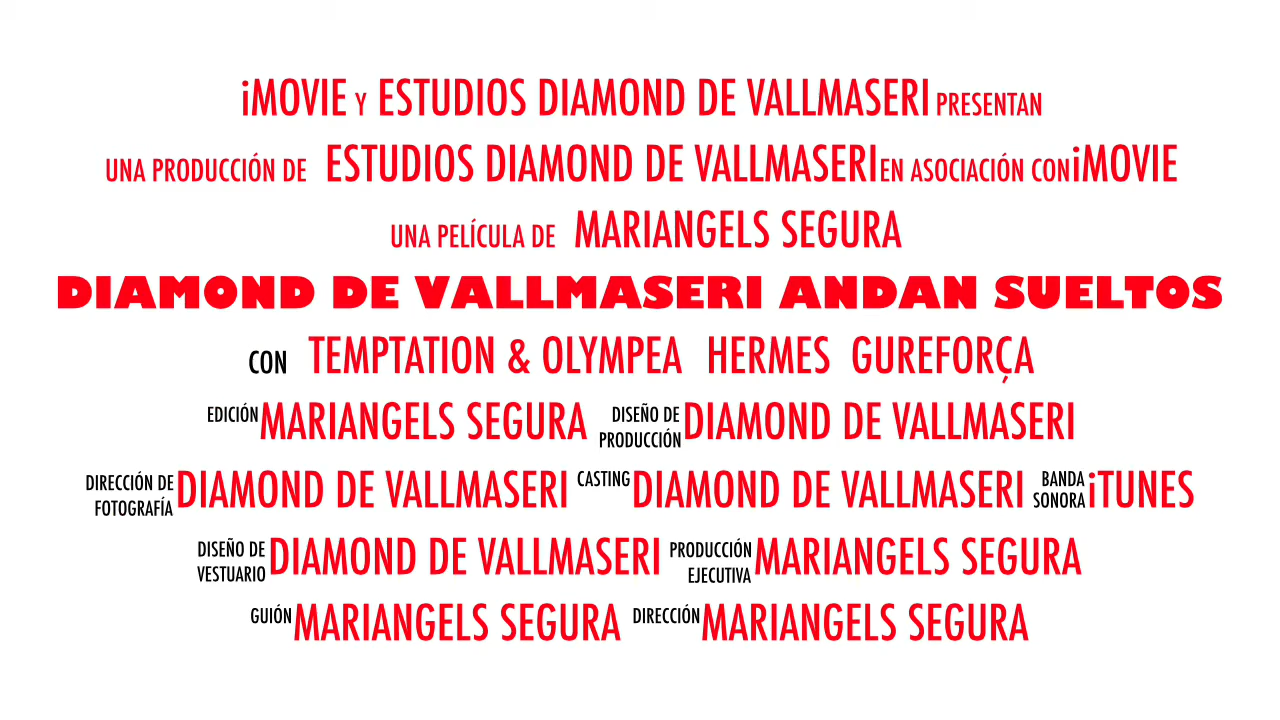 iMOVIE Y ESTUDIOS DIAMOND DE VALLMASERI PRESENTAN
UNA PRODUCCIÓN DE ESTUDIOS DIAMOND DE VALLMASERI EN ASOCIACIÓN CON iMOVIE
UNA PELÍCULA DE MARIANGELS SEGURA
DIAMOND DE VALLMASERI ANDAN SUELTOS
CON TEMPTATION & OLYMPEA HERMES GUREFORÇA
EDICIÓN MARIANGELS SEGURA DISEÑO DE PRODUCCIÓN DIAMOND DE VALLMASERI
DIRECCIÓN DE FOTOGRAFÍA DIAMOND DE VALLMASERI CASTING DIAMOND DE VALLMASERI BANDA SONORA iTUNES
DISEÑO DE VESTUARIO DIAMOND DE VALLMASERI PRODUCCIÓN EJECUTIVA MARIANGELS SEGURA
GUIÓN MARIANGELS SEGURA DIRECCIÓN MARIANGELS SEGURA